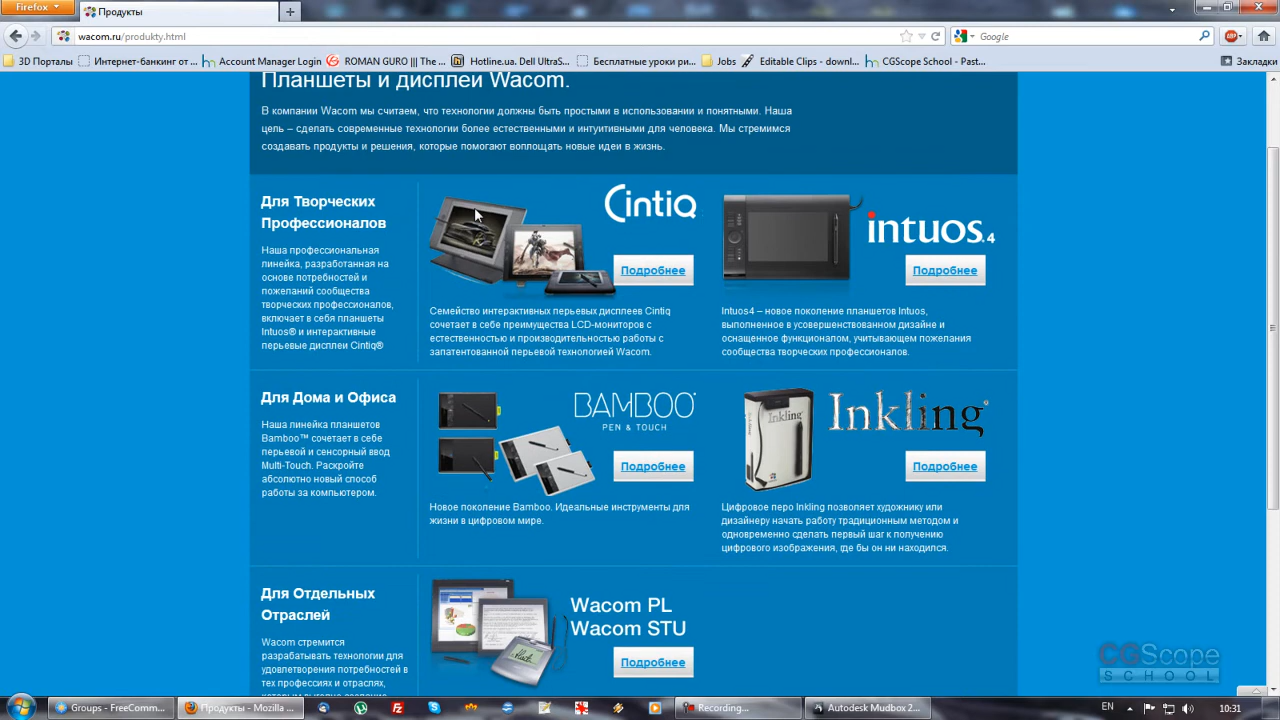 Firefox
Продукты
wacom.ru/produkty.html
Google
3D Порталы
Интернет-банкинг от ...
Account Manager Login
ROMAN GURO ||| The ...
Hotline.ua. Dell UltraS...
Бесплатные уроки ри...
Jobs
Editable Clips - downl...
CGScope School - Past...
Закладки
Планшеты и дисплеи Wacom.
В компании Wacom мы считаем, что технологии должны быть простыми в использовании и понятными. Наша
цель – сделать современные технологии более естественными и интуитивными для человека. Мы стремимся
создавать продукты и решения, которые помогают воплощать новые идеи в жизнь.
Для Творческих
Профессионалов
Наша профессиональная
линейка, разработанная на
основе потребностей и
пожеланий сообщества
творческих профессионалов,
включает в себя планшеты
Intuos® и интерактивные
перьевые дисплеи Cintiq®
Cintiq
Подробнее
Семейство интерактивных перьевых дисплеев Cintiq
сочетает в себе преимущества LCD-мониторов с
естественностью и производительностью работы с
запатентованной перьевой технологией Wacom.
intuos4
Подробнее
Intuos4 – новое поколение планшетов Intuos,
выполненное в усовершенствованном дизайне и
оснащенное функционалом, учитывающем пожелания
сообщества творческих профессионалов.
Для Дома и Офиса
Наша линейка планшетов
Bamboo™ сочетает в себе
перьевой и сенсорный ввод
Multi-Touch. Раскройте
абсолютно новый способ
работы за компьютером.
BAMBOO
PEN & TOUCH
Подробнее
Новое поколение Bamboo. Идеальные инструменты для
жизни в цифровом мире.
Inkling
Inkling
Подробнее
Цифровое перо Inkling позволяет художнику или
дизайнеру начать работу традиционным методом и
одновременно сделать первый шаг к получению
цифрового изображения, где бы он ни находился.
Для Отдельных
Отраслей
Wacom стремится
разрабатывать технологии для
удовлетворения потребностей в
тех профессиях и отраслях,
Wacom PL
Wacom STU
Подробнее
CGScope
SCHOOL
Groups - FreeComm...
Продукты - Mozilla ...
Recording...
Autodesk Mudbox 2...
EN
10:31